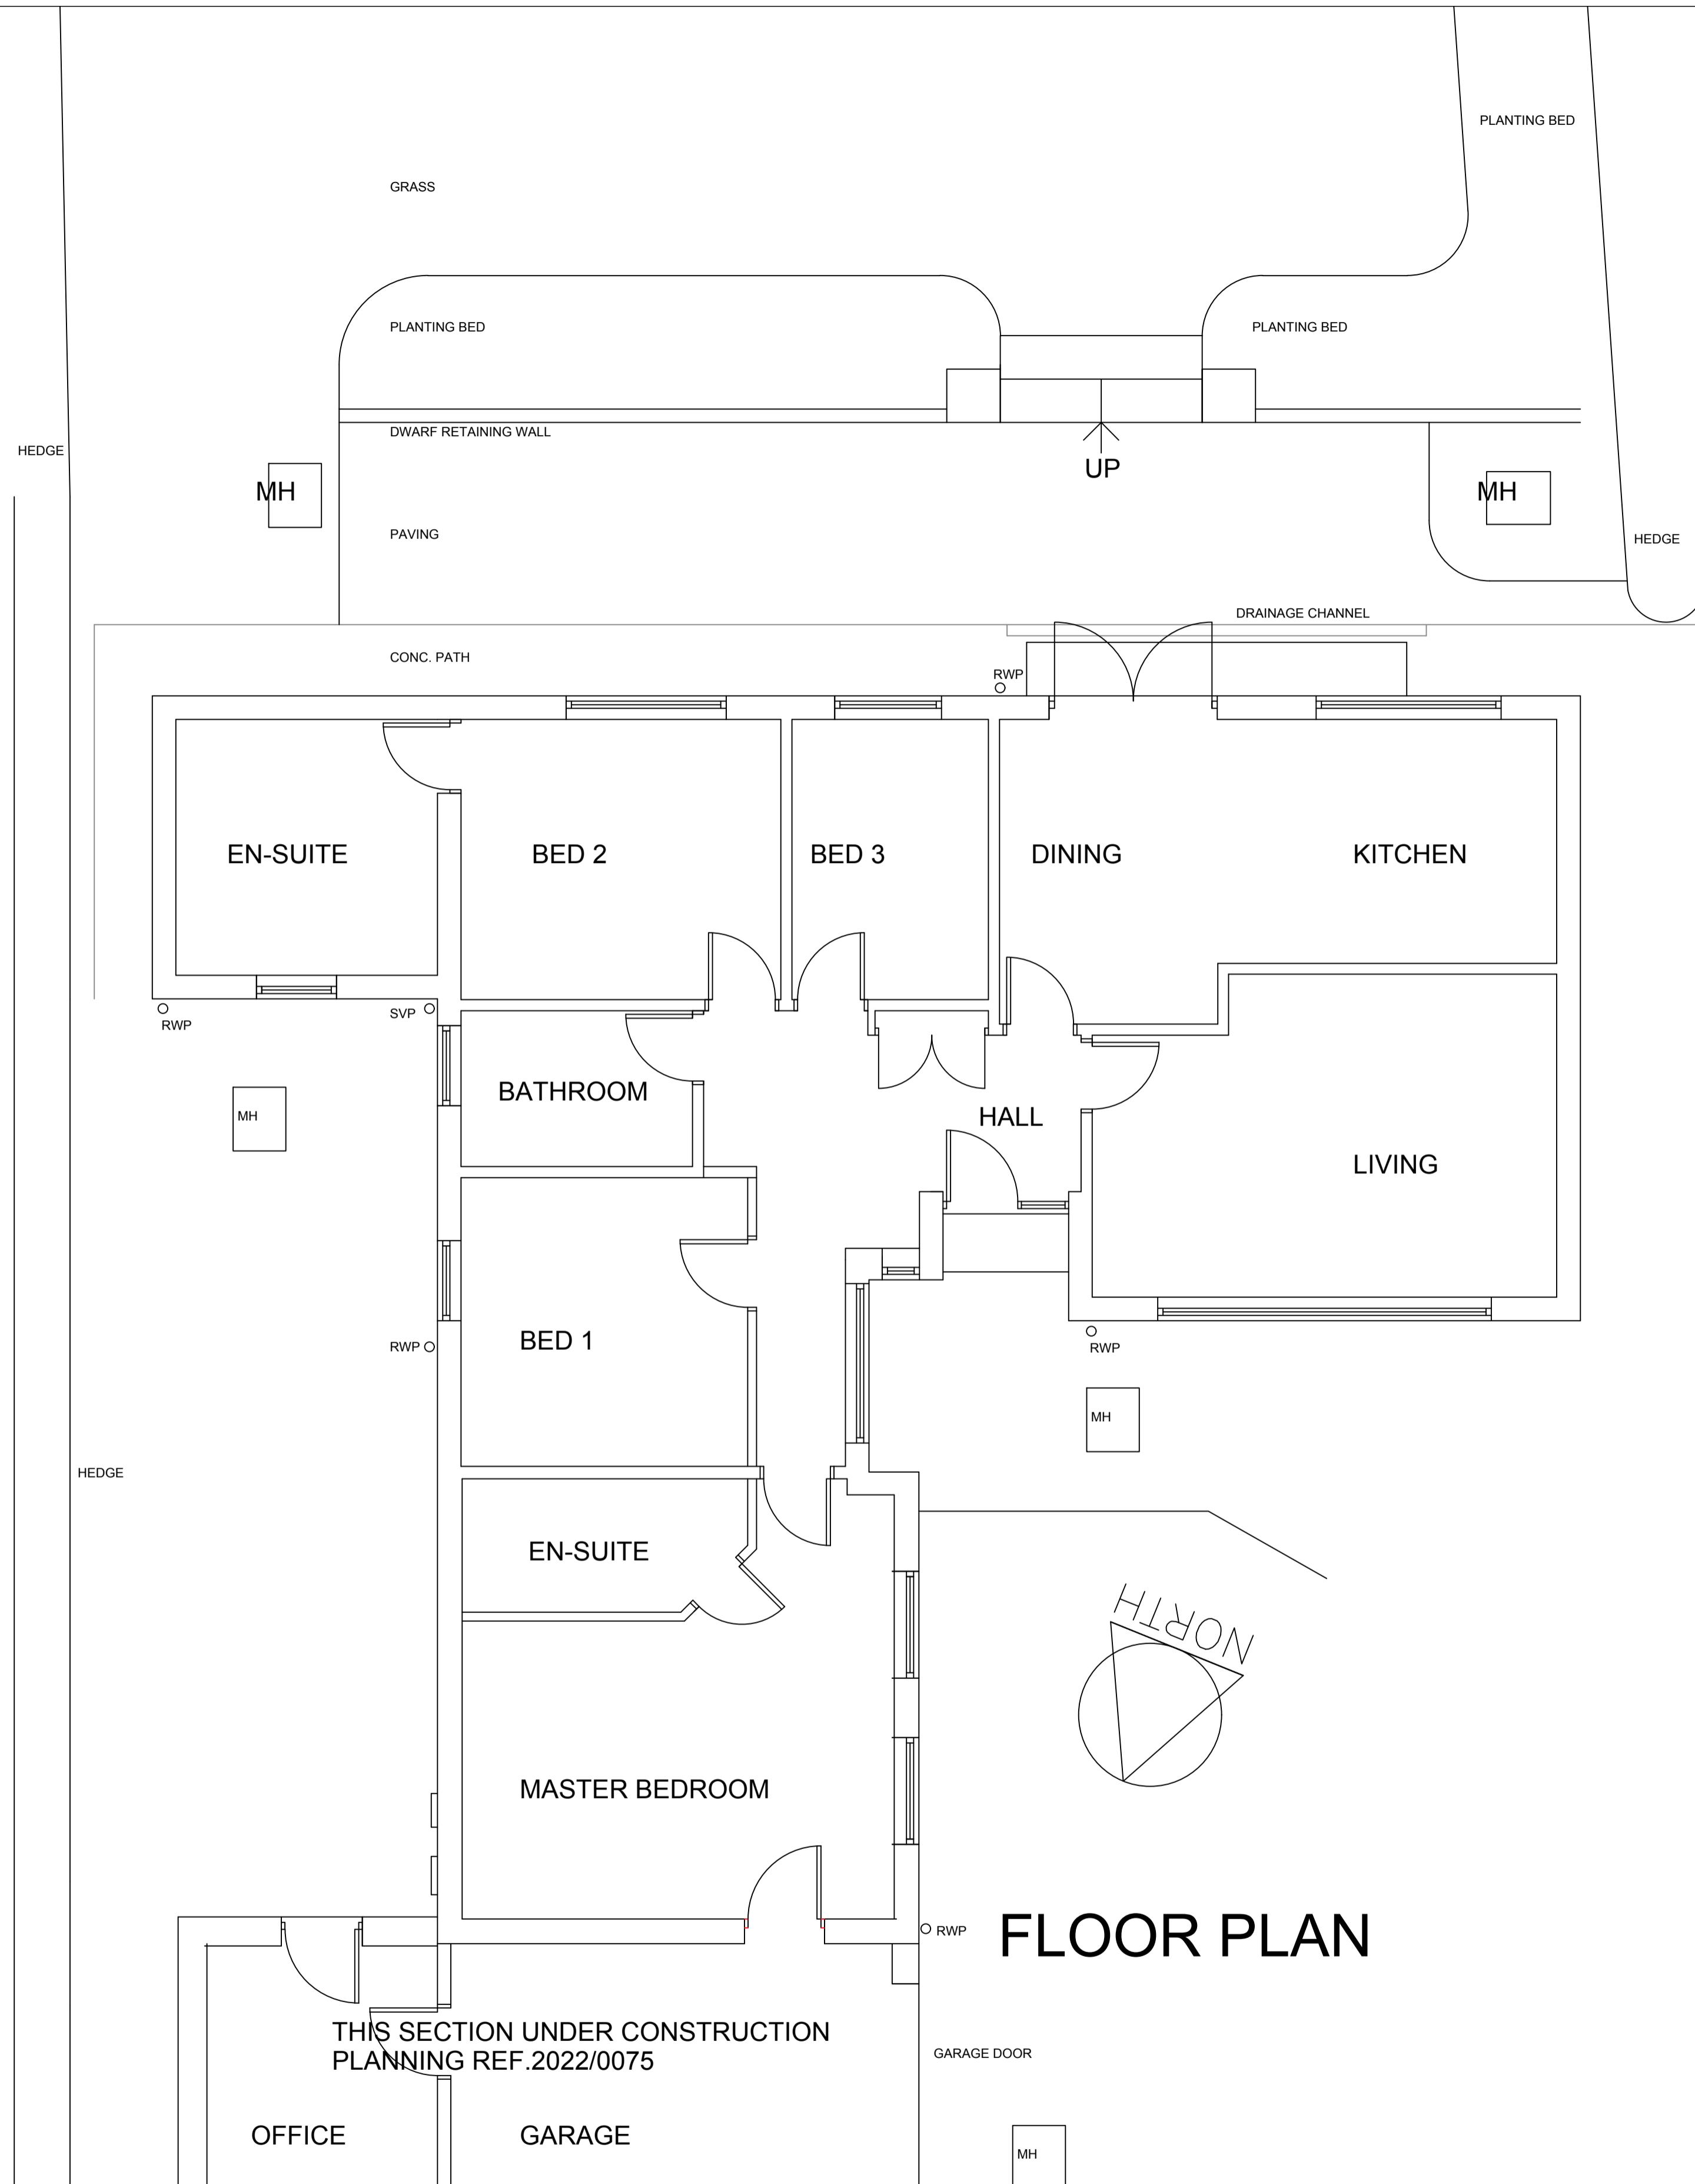 PLANTING BED
GRASS
PLANTING BED
PLANTING BED
DWARF RETAINING WALL
HEDGE
UP
MH
MH
PAVING
HEDGE
DRAINAGE CHANNEL
CONC. PATH
RWP
EN-SUITE
BED 2
BED 3
DINING
KITCHEN
SVP
RWP
BATHROOM
MH
HALL
LIVING
BED 1
RWP
RWP
MH
HEDGE
EN-SUITE
NORTH
MASTER BEDROOM
RWP
FLOOR PLAN
THIS SECTION UNDER CONSTRUCTION
PLANNING REF.2022/0075
GARAGE DOOR
OFFICE
GARAGE
MH